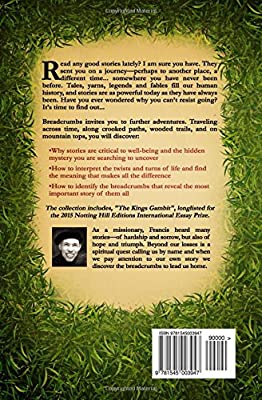 Read any good stories lately? I am sure you have. They
sent you on a journey—perhaps to another place, a
different time... somewhere you have never been
before. Tales, yarns, legends and fables fill our human
history, and stories are as powerful today as they have always
been. Have you ever wondered why you can't resist going?
It's time to find out...
Breadcrumbs invites you to further adventures. Traveling
across time, along crooked paths, wooded trails, and on
mountain tops, you will discover:
•Why stories are critical to well-being and the hidden
mystery you are searching to uncover
•How to interpret the twists and turns of life and find
the meaning that makes all the difference
•How to identify the breadcrumbs that reveal the most
important story of them all
The collection includes, "The Kings Gambit", longlisted for
the 2015 Notting Hill Editions International Essay Prize.
As a missionary, Francis heard many
stories—of hardship and sorrow, but also of
hope and triumph. Beyond our losses is a
spiritual quest calling us by name and when
we pay attention to our own story we
discover the breadcrumbs to lead us home.
ISBN 9781545003947
90000 >
9 781545 003947